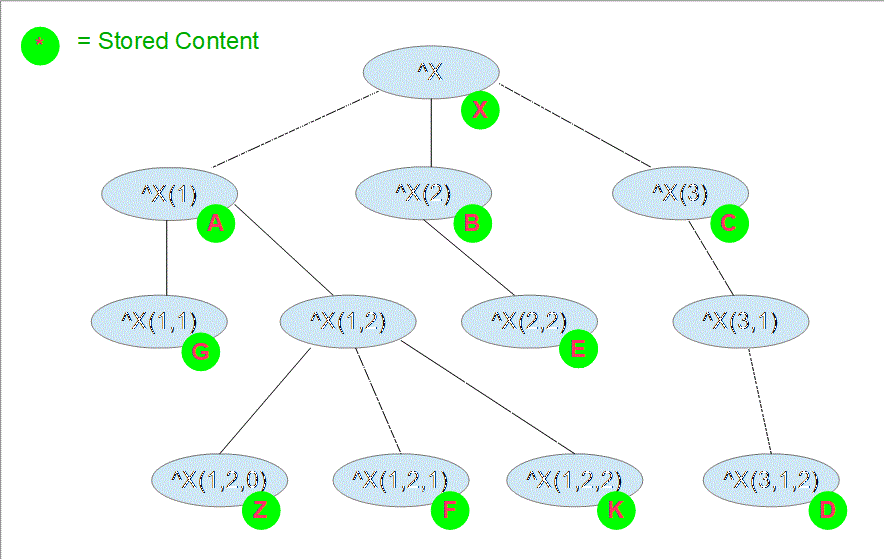 * = Stored Content
^X
X
^X(1) ^X(2) ^X(3)
A B C
^X(1,1) ^X(1,2) ^X(2,2) ^X(3,1)
G E
^X(1,2,0) ^X(1,2,1) ^X(1,2,2) ^X(3,1,2)
Z F K D